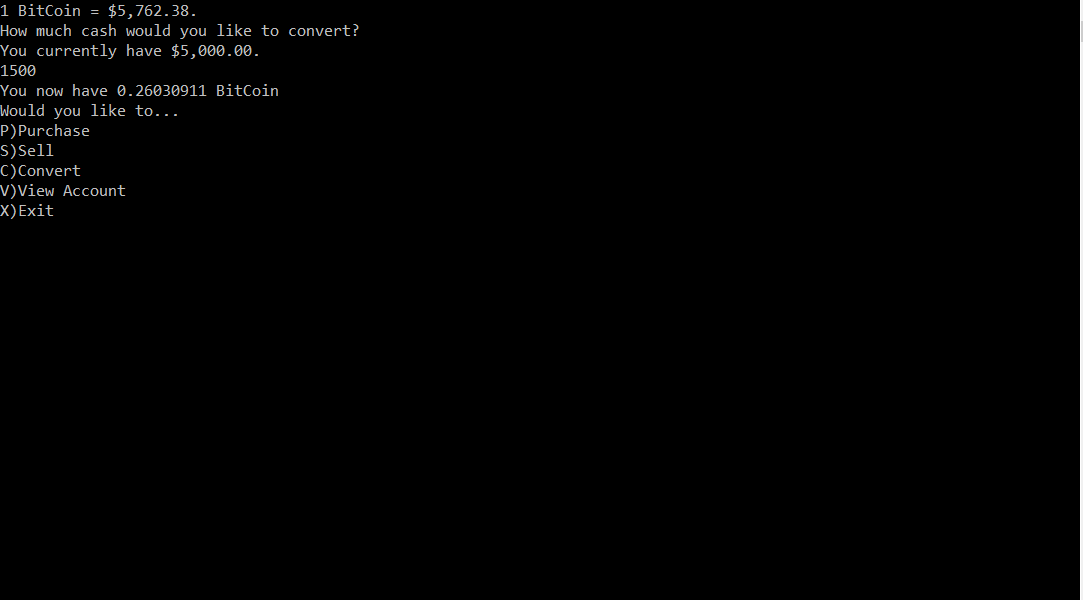 1 BitCoin = $5,762.38.
How much cash would you like to convert?
You currently have $5,000.00.
1500
You now have 0.26030911 BitCoin
Would you like to...
P)Purchase
S)Sell
C)Convert
V)View Account
X)Exit